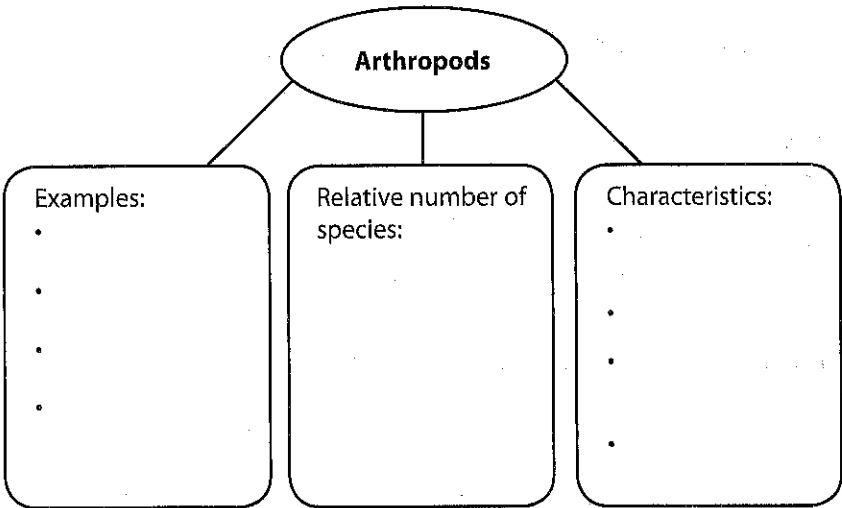 Arthropods
Examples:
•
•
•
•
Relative number of
species:
Characteristics:
•
•
•
•